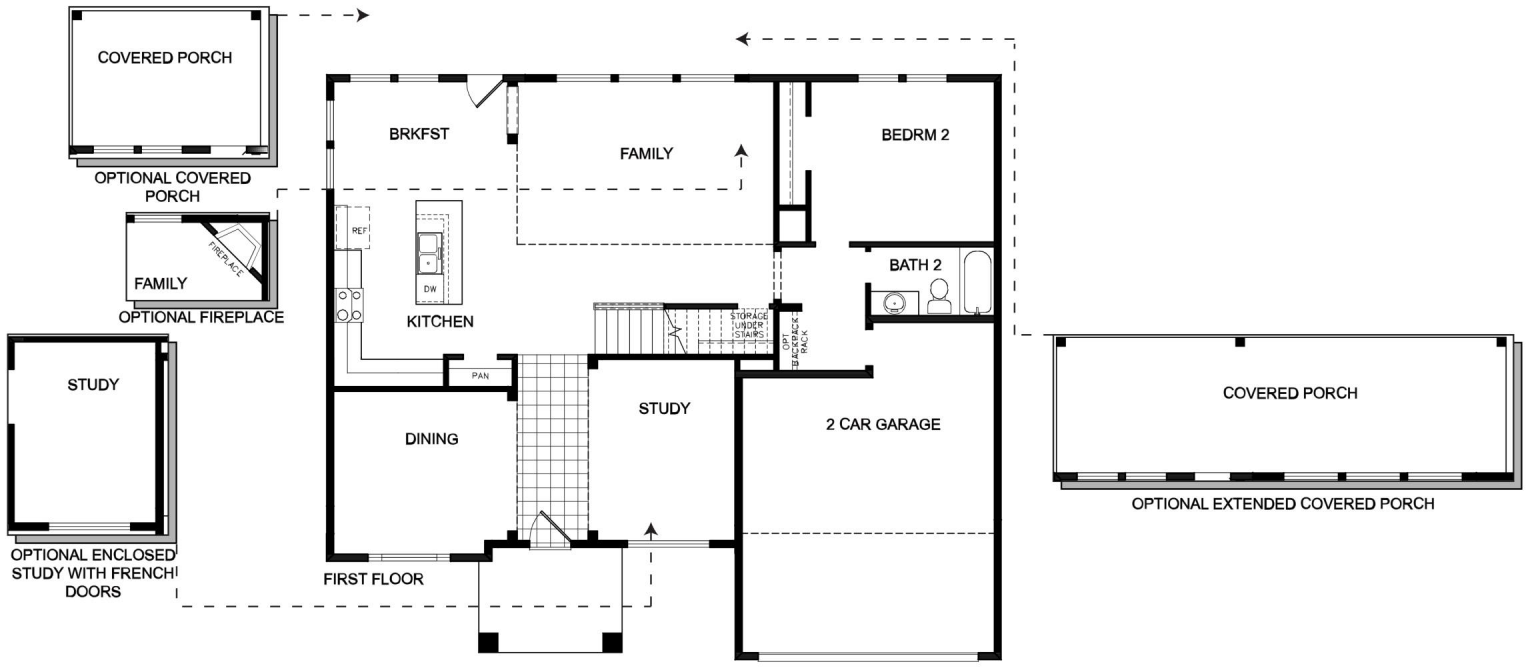 COVERED PORCH
OPTIONAL COVERED
PORCH
FAMILY
FIREPLACE
OPTIONAL FIREPLACE
STUDY
OPTIONAL ENCLOSED
STUDY WITH FRENCH
DOORS
BRKFST
FAMILY
BEDRM 2
REF
DW
KITCHEN
BATH 2
STORAGE
UNDER
STAIRS
OPT
BACKPACK
RACK
PAN
DINING
STUDY
2 CAR GARAGE
FIRST FLOOR
COVERED PORCH
OPTIONAL EXTENDED COVERED PORCH